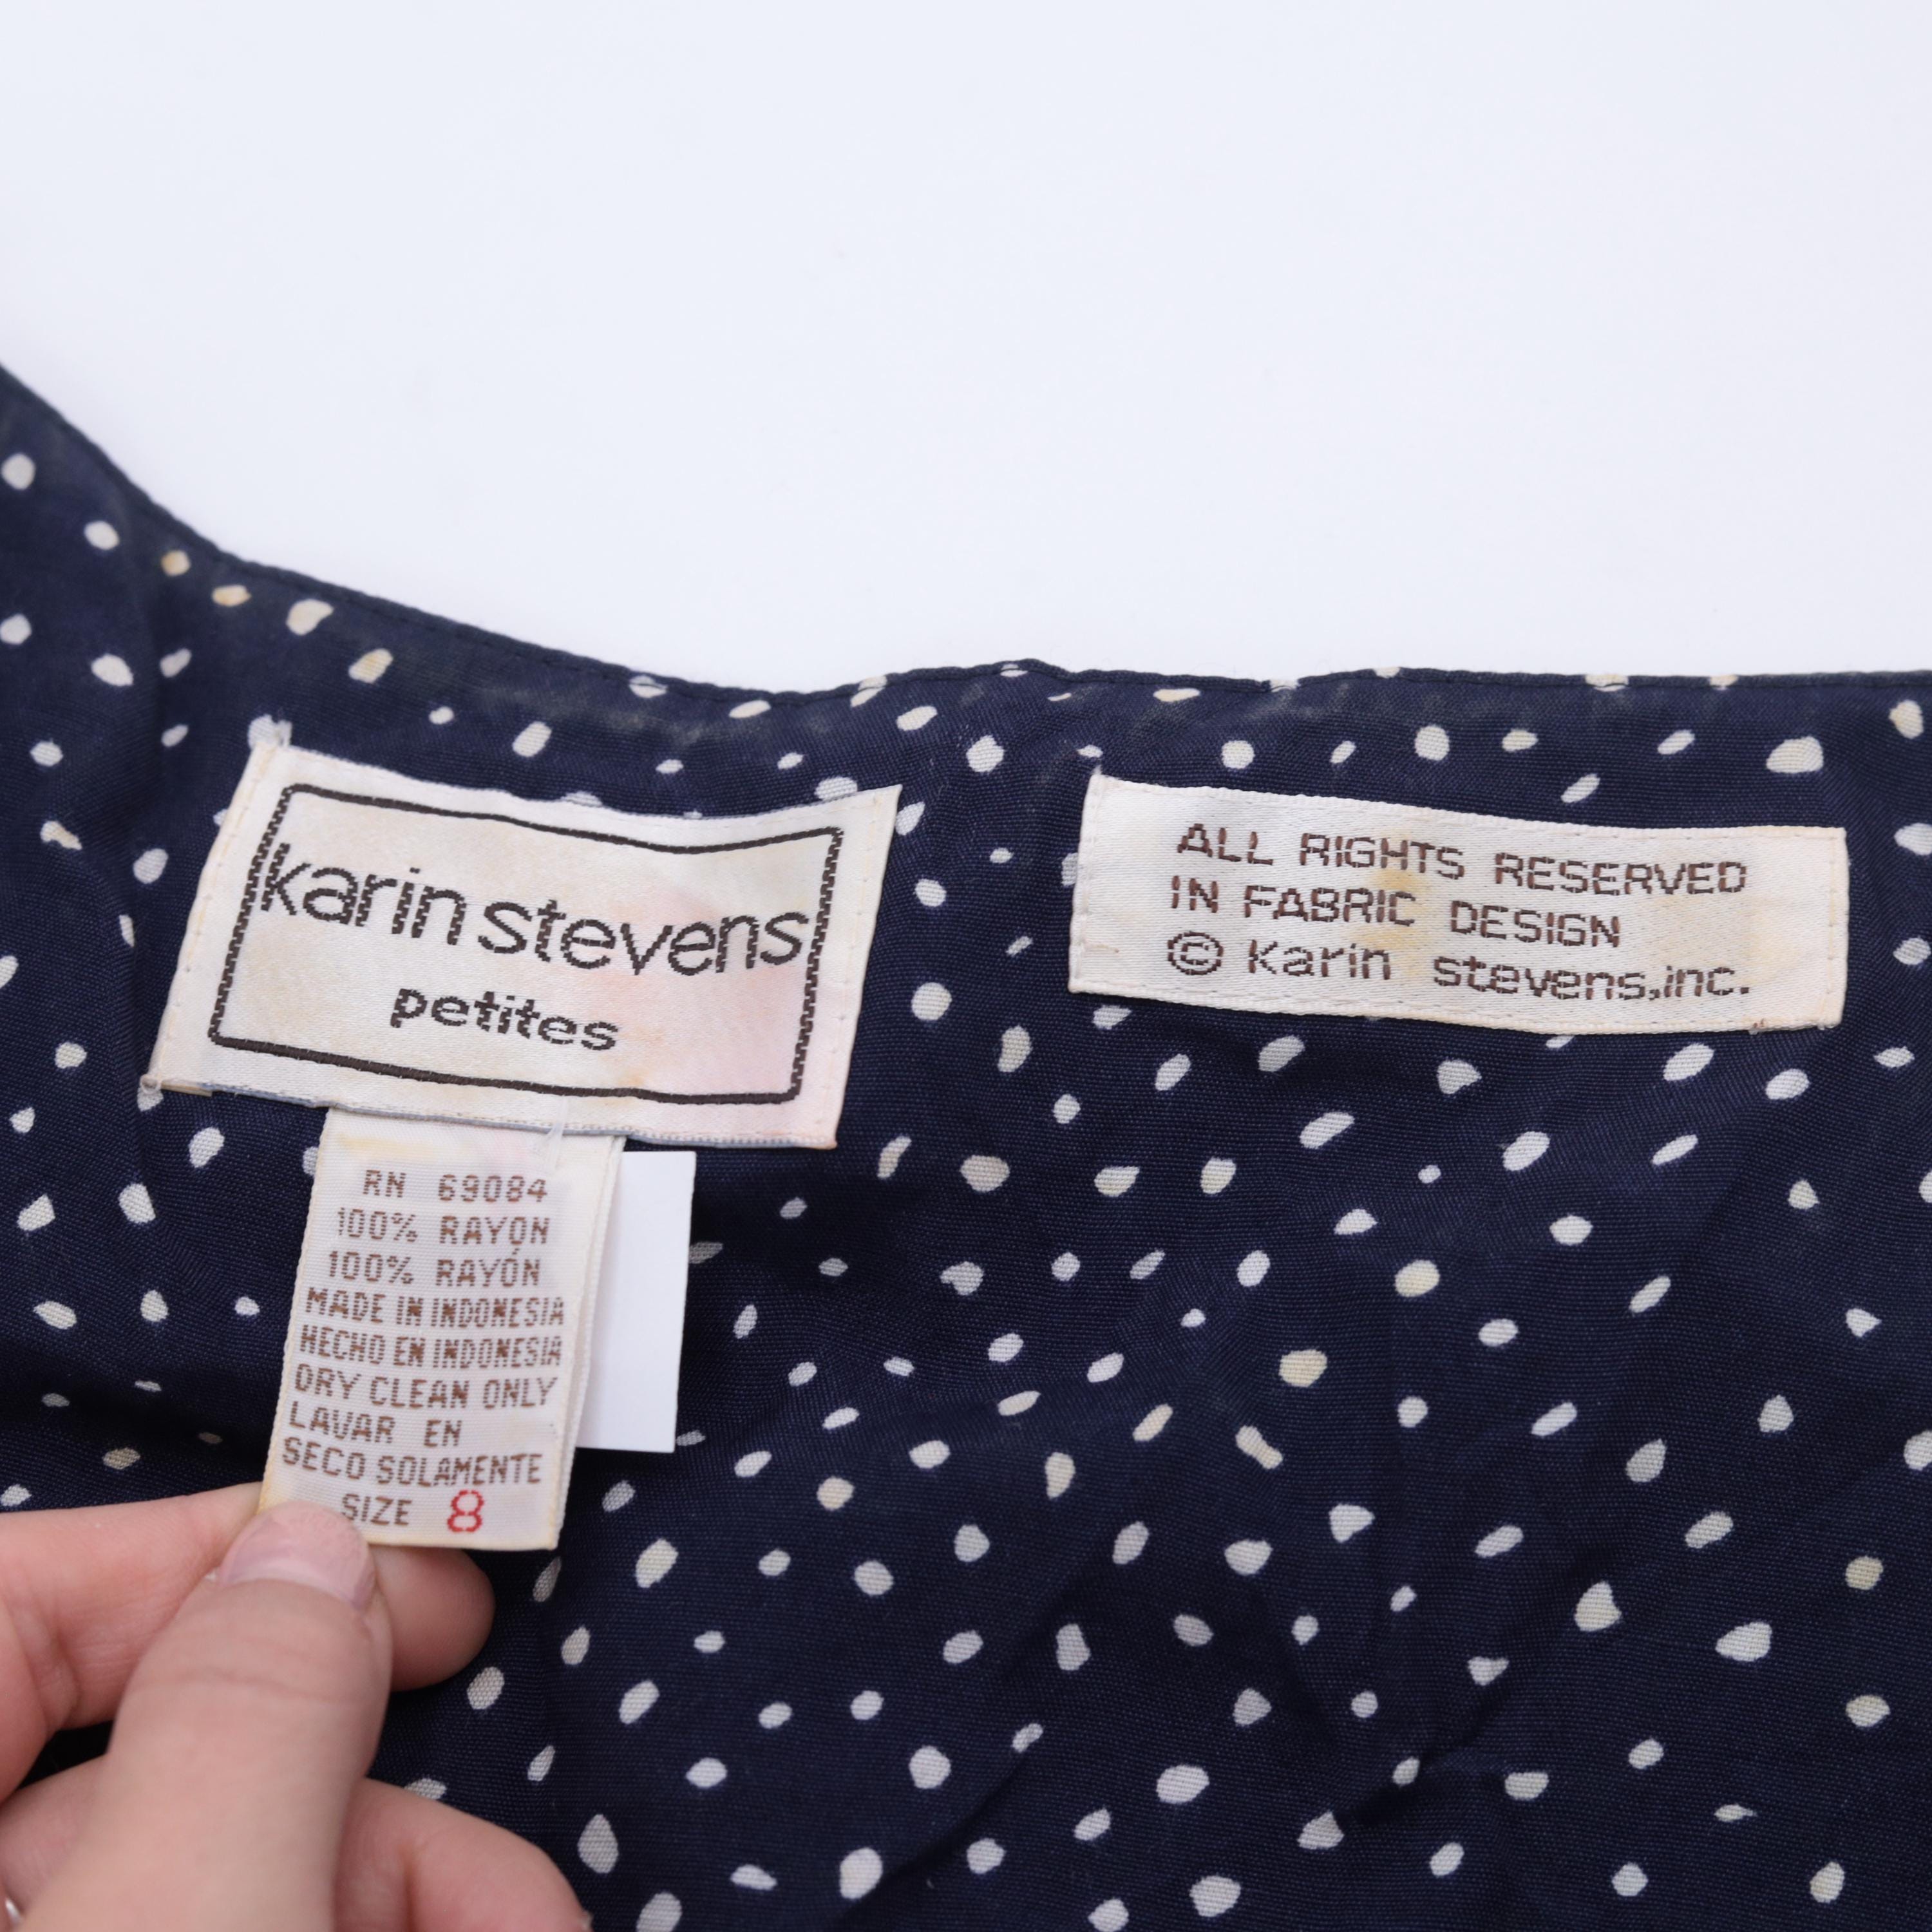 karin stevens
petites
RN 69084
100% RAYON
100% RAYÓN
MADE IN INDONESIA
HECHO EN INDONESIA
DRY CLEAN ONLY
LAVAR EN
SECO SOLAMENTE
SIZE 8
ALL RIGHTS RESERVED
IN FABRIC DESIGN
© karin stevens,inc.